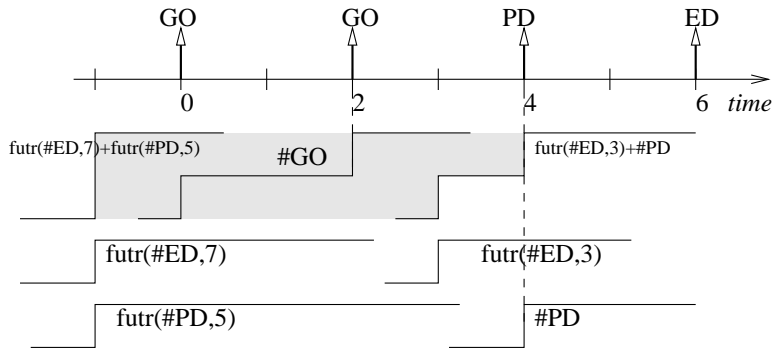 GO GO PD ED
0 2 4 6 time
futr(#ED,7)+futr(#PD,5) #GO futr(#ED,3)+#PD
futr(#ED,7) futr(#ED,3)
futr(#PD,5) #PD